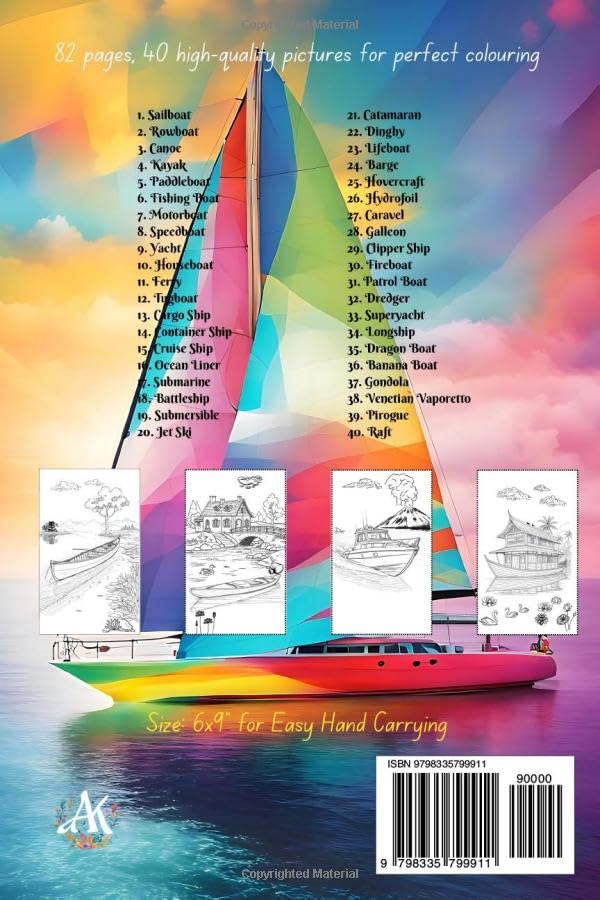 Copyrighted Material
82 pages, 40 high-quality pictures for perfect colouring
1. Sailboat
2. Rowboat
3. Canoe
4. Kayak
5. Paddleboat
6. Fishing Boat
7. Motorboat
8. Speedboat
9. Yacht
10. Houseboat
11. Ferry
12. Tugboat
13. Cargo Ship
14. Container Ship
15. Cruise Ship
16. Ocean Liner
17. Submarine
18. Battleship
19. Submersible
20. Jet Ski
21. Catamaran
22. Dinghy
23. Lifeboat
24. Barge
25. Hovercraft
26. Hydrofoil
27. Caravel
28. Galleon
29. Clipper Ship
30. Fireboat
31. Patrol Boat
32. Dredger
33. Superyacht
34. Longship
35. Dragon Boat
36. Banana Boat
37. Gondola
38. Venetian Vaporetto
39. Pirogue
40. Raft
Size: 6x9" for Easy Hand Carrying
ISBN 9798335799911
90000
9 798335 799911
AK
Copyrighted Material